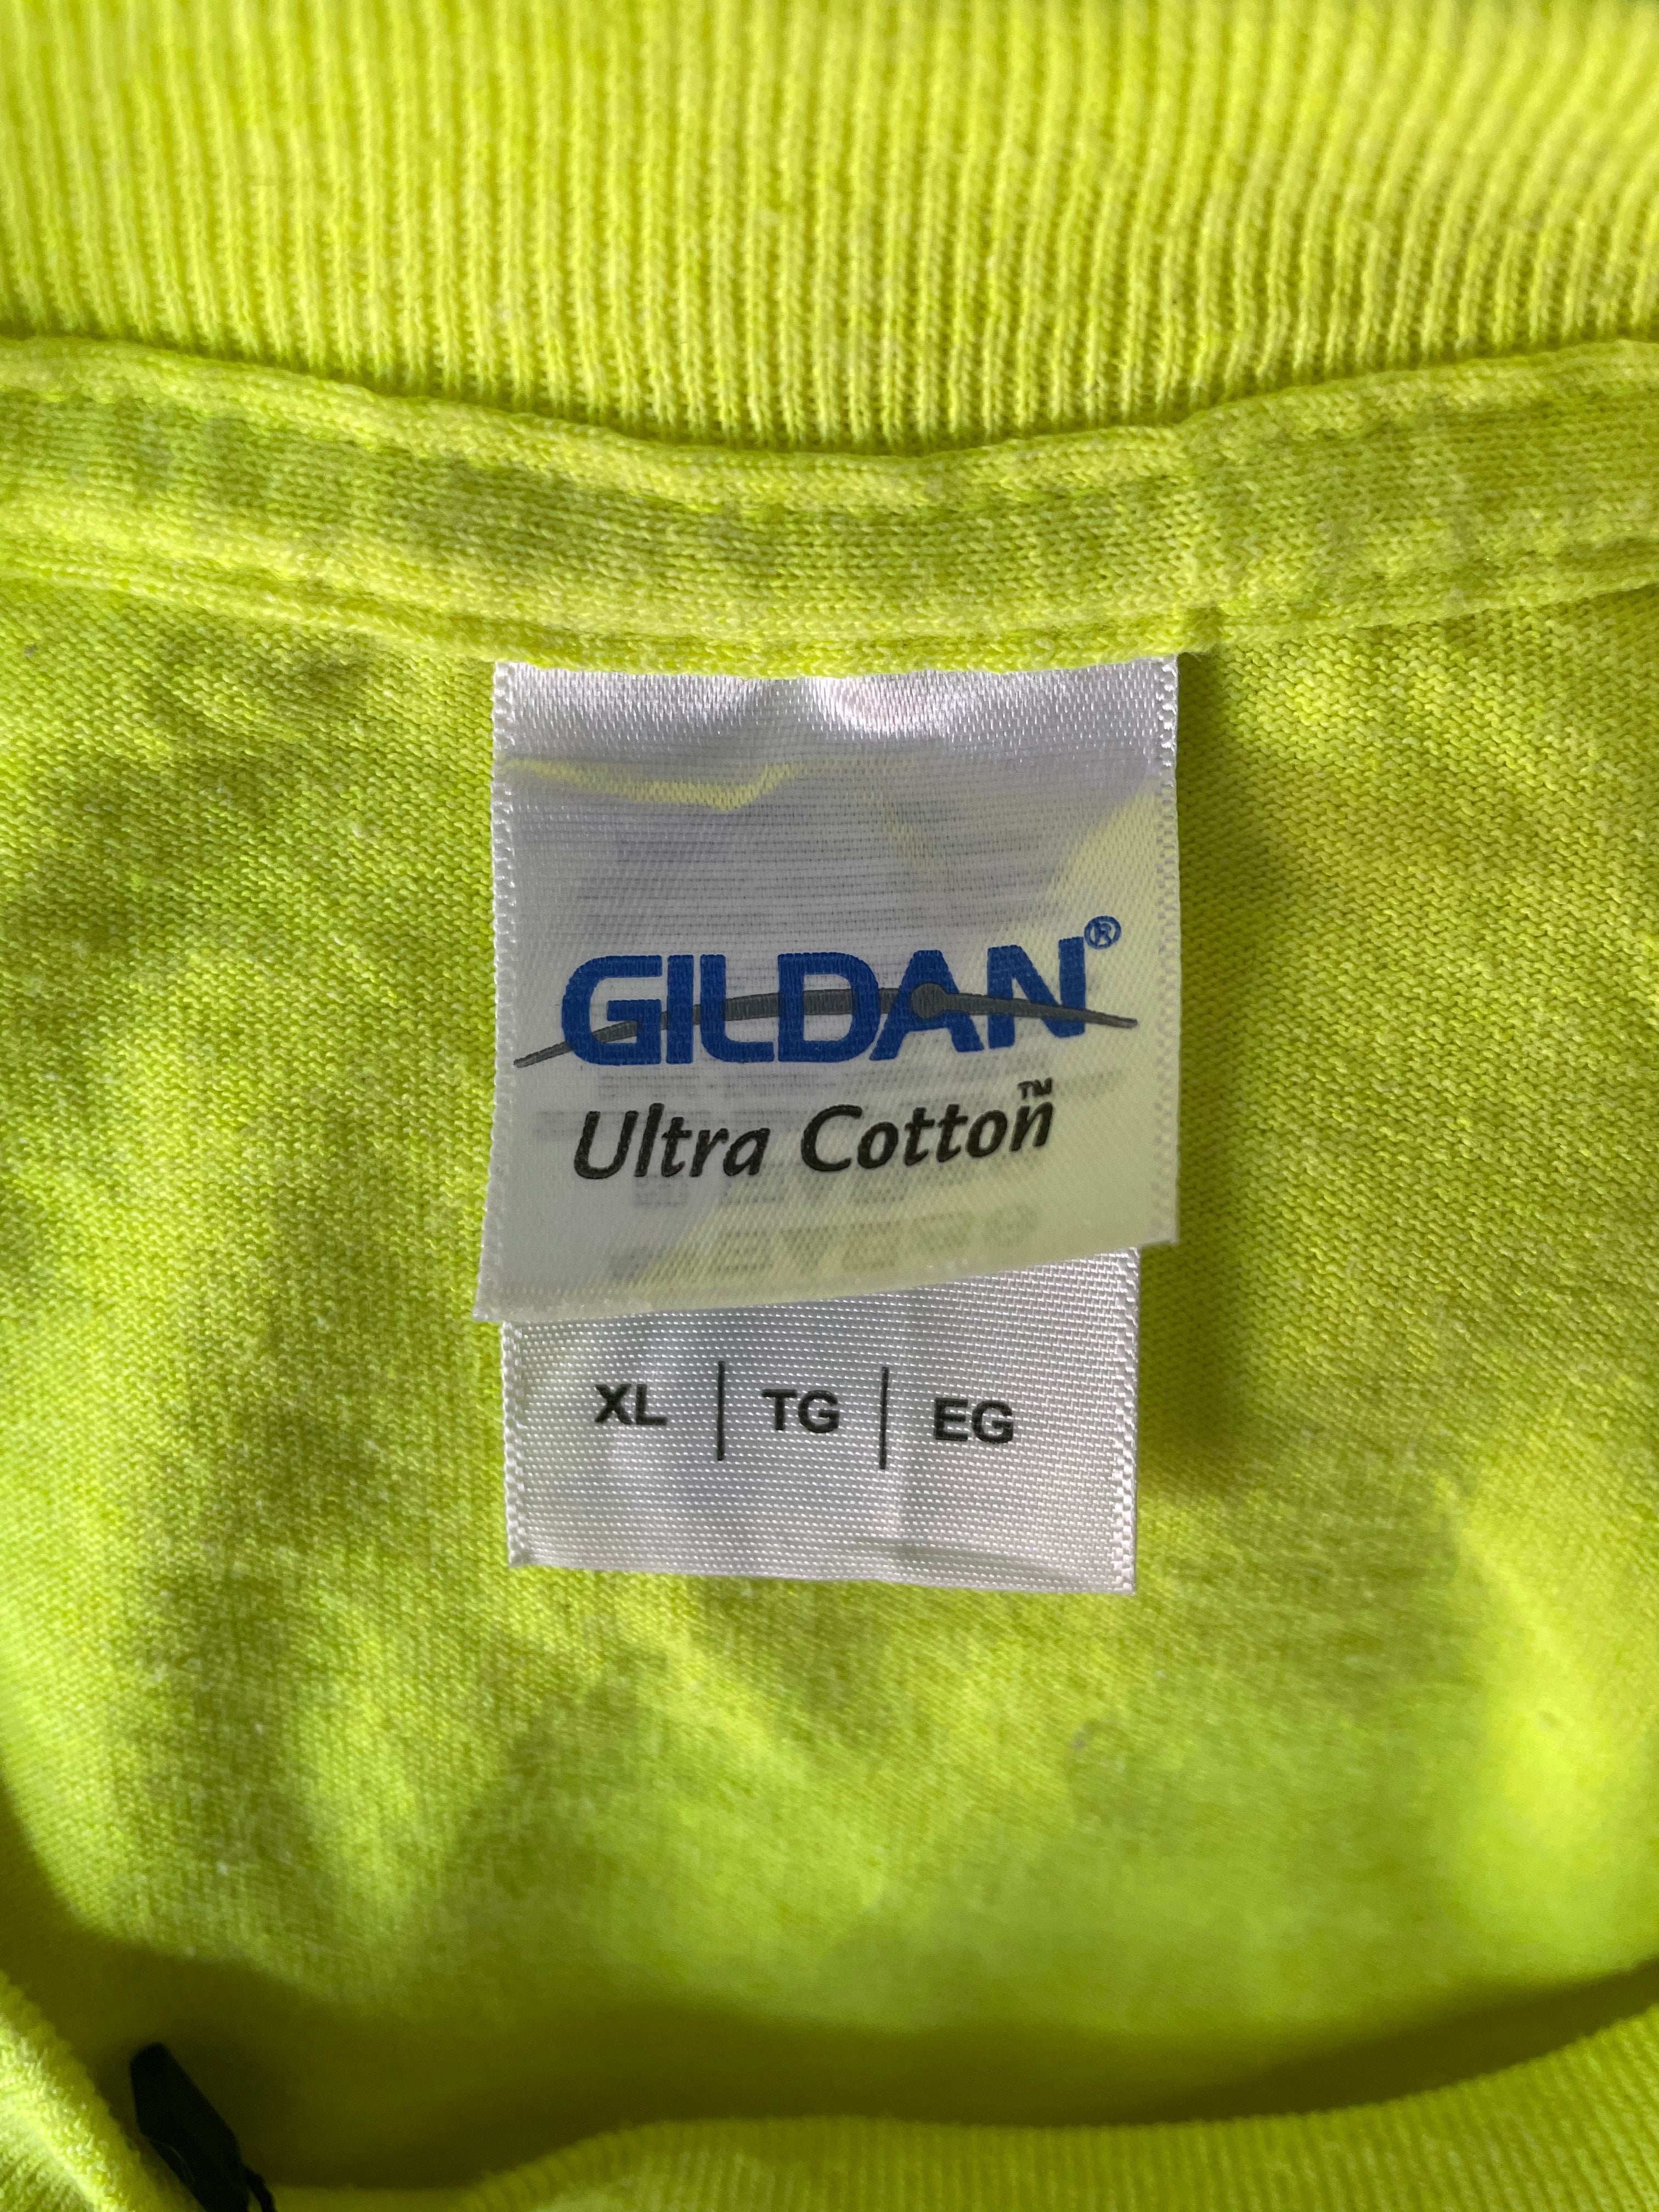 GILDAN®
Ultra Cotton™
XL | TG | EG